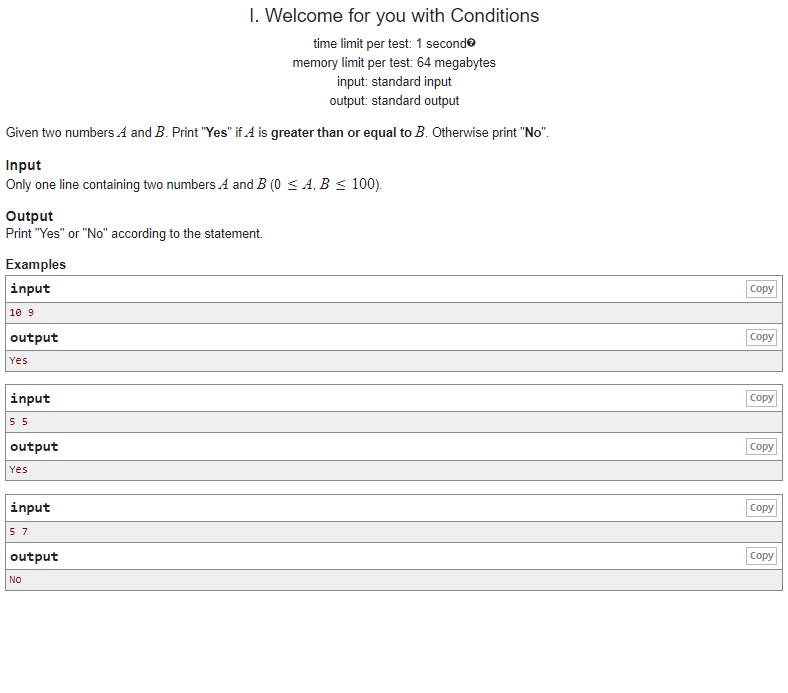 I. Welcome for you with Conditions
time limit per test: 1 second?
memory limit per test: 64 megabytes
input: standard input
output: standard output
Given two numbers A and B. Print "Yes" if A is greater than or equal to B. Otherwise print "No".
Input
Only one line containing two numbers A and B (0 ≤ A, B ≤ 100).
Output
Print "Yes" or "No" according to the statement.
Examples
input Copy
10 9
output Copy
Yes
input Copy
5 5
output Copy
Yes
input Copy
5 7
output Copy
No